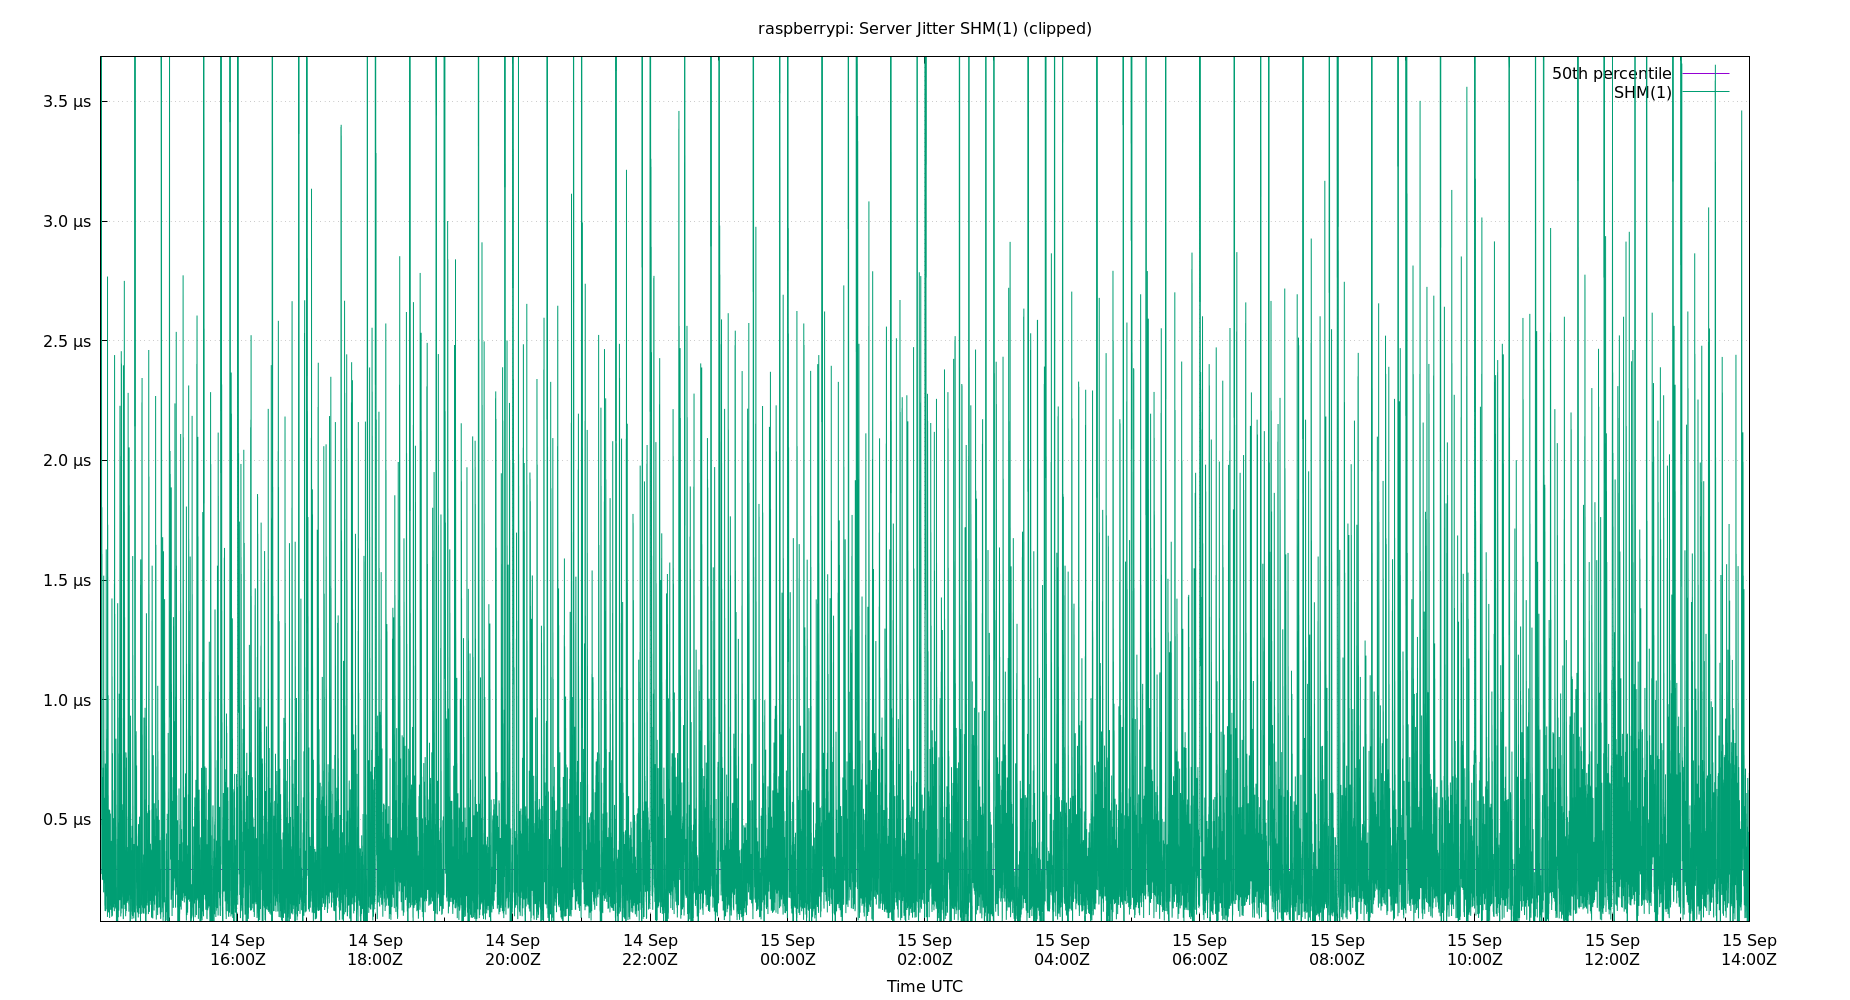 raspberrypi: Server Jitter SHM(1) (clipped)
50th percentile
SHM(1)
3.5 µs
3.0 µs
2.5 µs
2.0 µs
1.5 µs
1.0 µs
0.5 µs
14 Sep 14 Sep 14 Sep 14 Sep 15 Sep 15 Sep 15 Sep 15 Sep 15 Sep 15 Sep 15 Sep 15 Sep
16:00Z 18:00Z 20:00Z 22:00Z 00:00Z 02:00Z 04:00Z 06:00Z 08:00Z 10:00Z 12:00Z 14:00Z
Time UTC